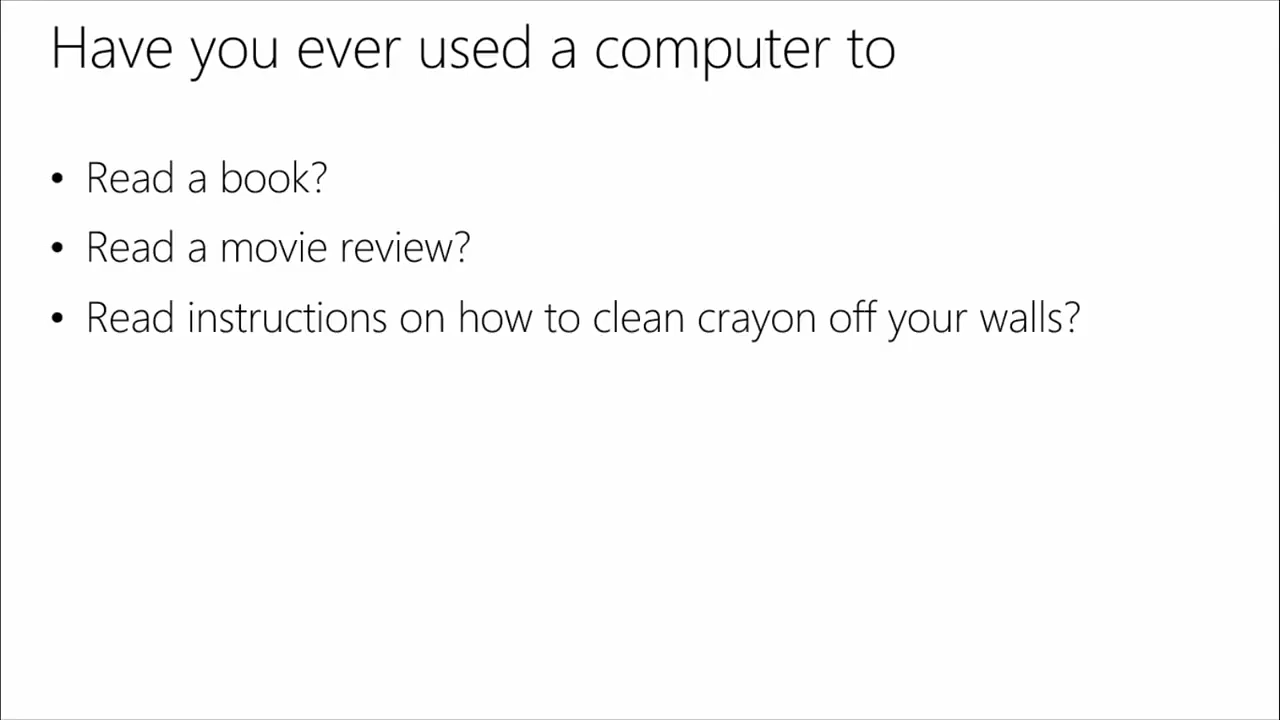 Have you ever used a computer to
• Read a book?
• Read a movie review?
• Read instructions on how to clean crayon off your walls?